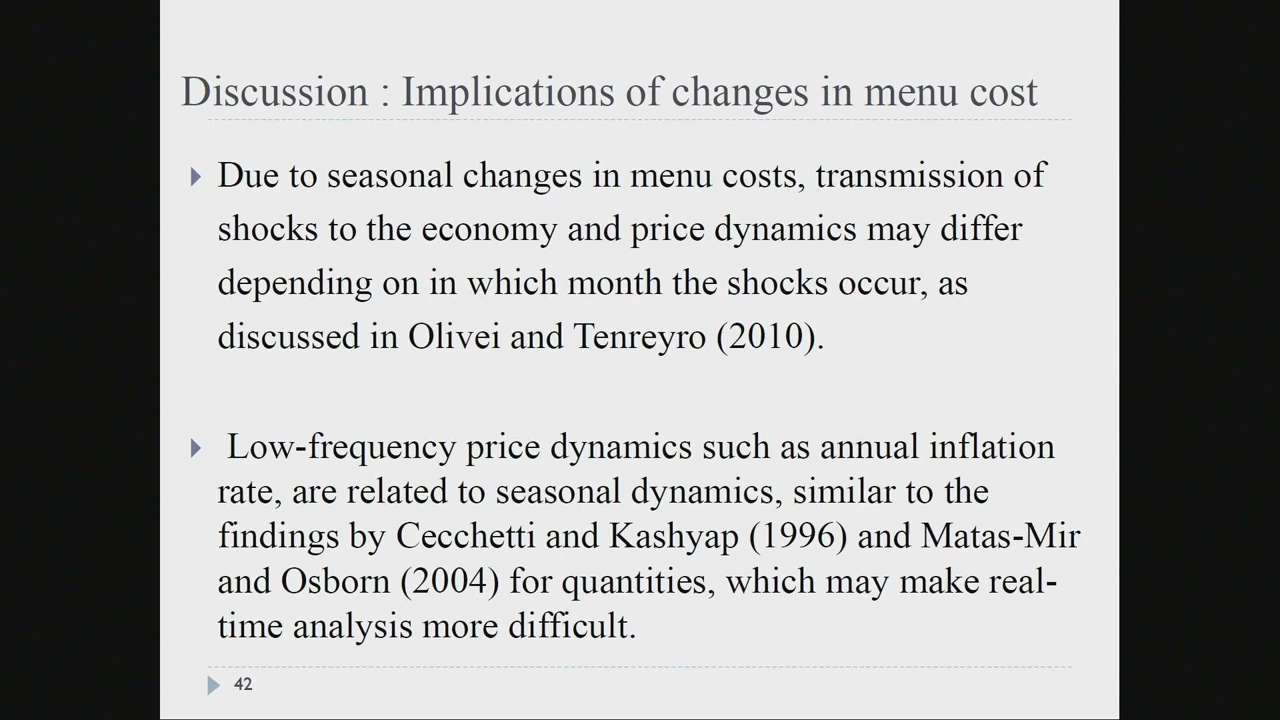 Discussion : Implications of changes in menu cost
Due to seasonal changes in menu costs, transmission of
shocks to the economy and price dynamics may differ
depending on in which month the shocks occur, as
discussed in Olivei and Tenreyro (2010).
Low-frequency price dynamics such as annual inflation
rate, are related to seasonal dynamics, similar to the
findings by Cecchetti and Kashyap (1996) and Matas-Mir
and Osborn (2004) for quantities, which may make real-
time analysis more difficult.
42